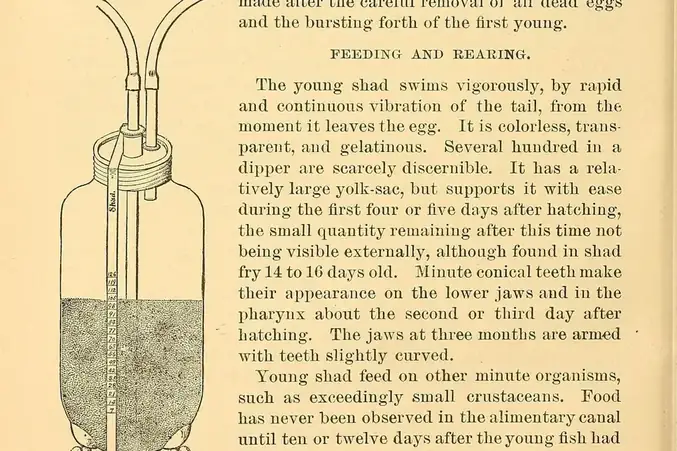 made after the careful removal of all dead eggs
and the bursting forth of the first young.
FEEDING AND REARING.
The young shad swims vigorously, by rapid
and continuous vibration of the tail, from the
moment it leaves the egg. It is colorless, trans-
parent, and gelatinous. Several hundred in a
dipper are scarcely discernible. It has a rela-
tively large yolk-sac, but supports it with ease
during the first four or five days after hatching,
the small quantity remaining after this time not
being visible externally, although found in shad
fry 14 to 16 days old. Minute conical teeth make
their appearance on the lower jaws and in the
pharynx about the second or third day after
hatching. The jaws at three months are armed
with teeth slightly curved.
Young shad feed on other minute organisms,
such as exceedingly small crustaceans. Food
has never been observed in the alimentary canal
until ten or twelve days after the young fish had
Shad.